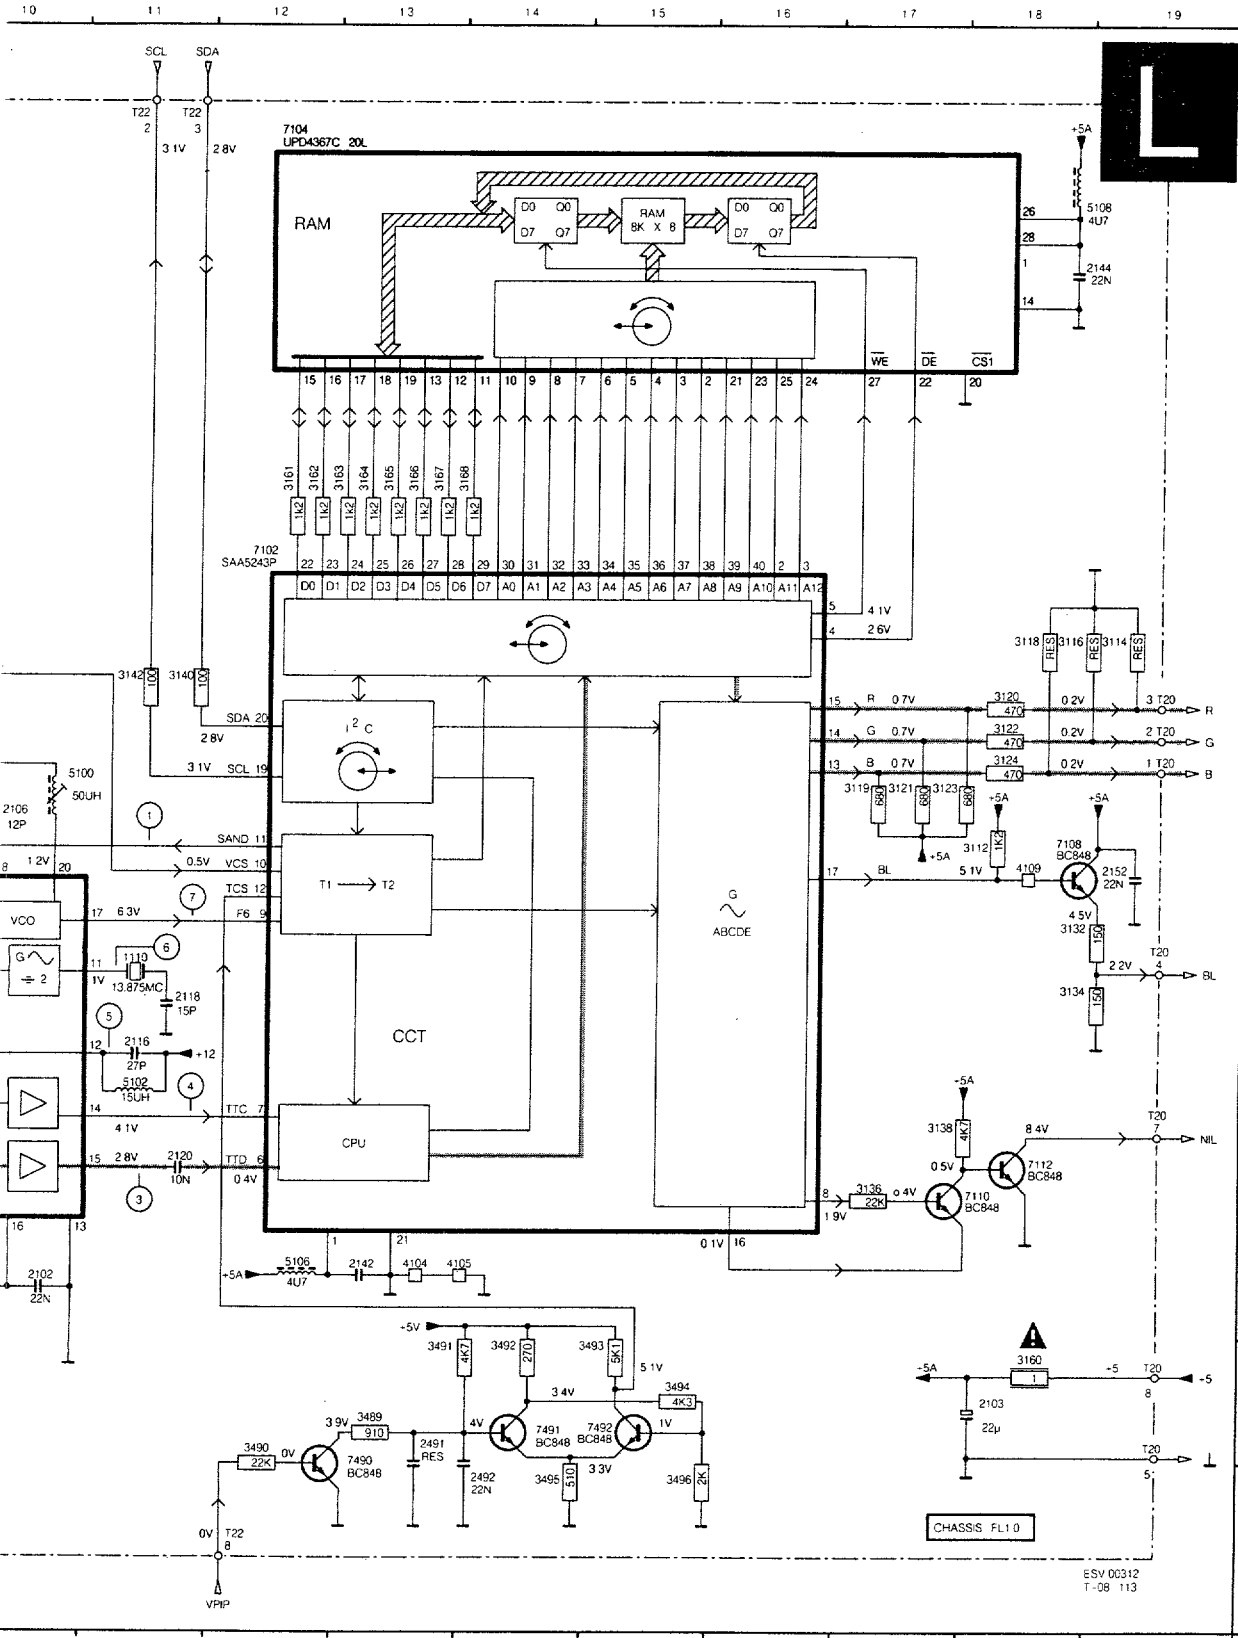 10 11 12 13 14 15 16 17 18 19
SCL SDA
L
T22 T22
2 3
3 1V 2 8V
7104
UPD4367C 20L
+5A
RAM
D0 Q0
D7 Q7
RAM
8K X 8
D0 Q0
D7 Q7
26
5108
4U7
28
1
2144
22N
14
WE DE CS1
15 16 17 18 19 13 12 11 10 9 8 7 6 5 4 3 2 21 23 25 24 27 22 20
3161 3162 3163 3164 3165 3166 3167 3168
1k2 1k2 1k2 1k2 1k2 1k2 1k2 1k2
7102
SAA5243P
22 23 24 25 26 27 28 29 30 31 32 33 34 35 36 37 38 39 40 2 3
D0 D1 D2 D3 D4 D5 D6 D7 A0 A1 A2 A3 A4 A5 A6 A7 A8 A9 A10 A11 A12
5 4 1V
4 2 6V
3118 RES 3116 RES 3114 RES
3142 100 3140 100
SDA 20
2 8V
I2C
3 1V SCL 19
15 R 0 7V 3120 470 0 2V 3 T20 R
14 G 0 7V 3122 470 0 2V 2 T20 G
13 B 0 7V 3124 470 0 2V 1 T20 B
3119 680 3121 680 3123 680
+5A
+5A
+5A
3112 1K2
5100
50UH
2106
12P
1
SAND 11
8 1 2V 20
0.5V VCS 10
TCS 12
7
T1 T2
VCO
17 6 3V F6 9
17 BL 5 1V 4109
7108
BC848
2152
22N
4 5V
3132
150
G
ABCDE
G
÷ 2
11
1V
6
1110
13.875MC
2118
15P
T20
4
2 2V BL
3134
150
5
12
2116
27P
+12
5102
15UH
CCT
4
14 TTC 7
4 1V
CPU
15 2 8V 2120
10N
TTD 6
0 4V
3
-5A
3138 4K7
8 4V
T20
7
NIL
0 5V
7112
BC848
8
1 9V
3136
22K
0 4V
7110
BC848
16 13
2102
22N
1 21
0 1V 16
+5A 5106
4U7
2142 4104 4105
+5V
3491 4K7 3492 270 3493 5K1
5 1V
3 4V 3494
4K3
3 9V 3489
910
4V 7491
BC848
7492
BC848
1V
3490
22K
0V
7490
BC848
2491
RES
2492
22N
3495 510
3 3V
3496 2K
+5A 3160
1
+5 T20
8
-5
2103
22µ
T20
5
CHASSIS FL1 0
0V T22
8
VPIP
ESV 00312
T-08 113